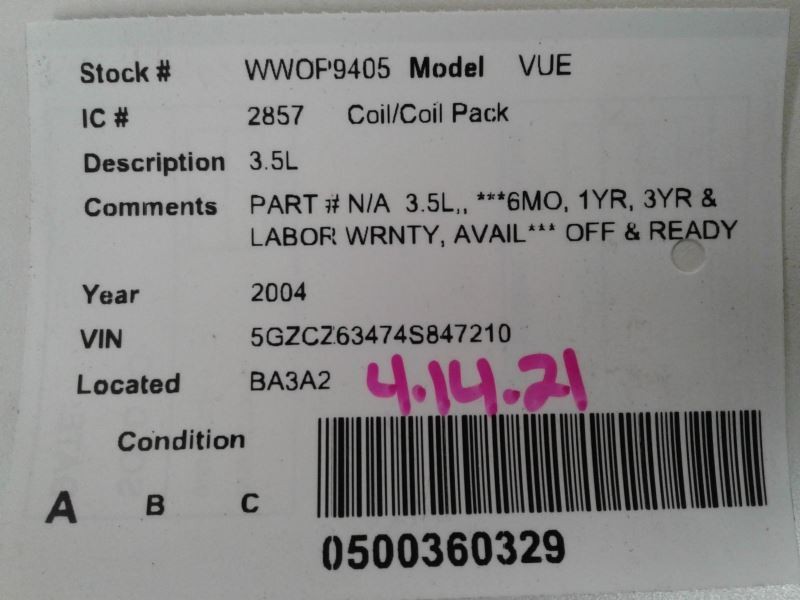 Stock # WWOP9405 Model VUE
IC # 2857 Coil/Coil Pack
Description 3.5L
Comments PART # N/A 3.5L,, ***6MO, 1YR, 3YR &
LABOR WRNTY, AVAIL*** OFF & READY
Year 2004
VIN 5GZCZ63474S847210
Located BA3A2 4.14.21
Condition
A B C
0500360329